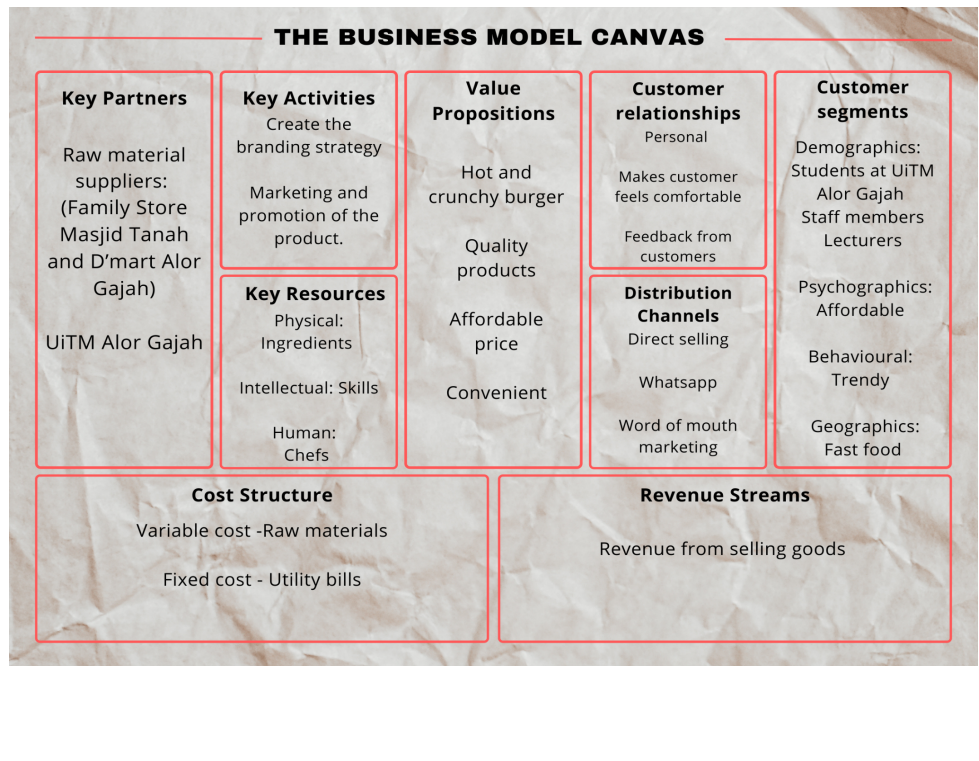 THE BUSINESS MODEL CANVAS
Key Partners
Raw material
suppliers:
(Family Store
Masjid Tanah
and D’mart Alor
Gajah)
UiTM Alor Gajah
Key Activities
Create the
branding strategy
Marketing and
promotion of the
product.
Key Resources
Physical:
Ingredients
Intellectual: Skills
Human:
Chefs
Value
Propositions
Hot and
crunchy burger
Quality
products
Affordable
price
Convenient
Customer
relationships
Personal
Makes customer
feels comfortable
Feedback from
customers
Distribution
Channels
Direct selling
Whatsapp
Word of mouth
marketing
Customer
segments
Demographics:
Students at UiTM
Alor Gajah
Staff members
Lecturers
Psychographics:
Affordable
Behavioural:
Trendy
Geographics:
Fast food
Cost Structure
Variable cost -Raw materials
Fixed cost - Utility bills
Revenue Streams
Revenue from selling goods